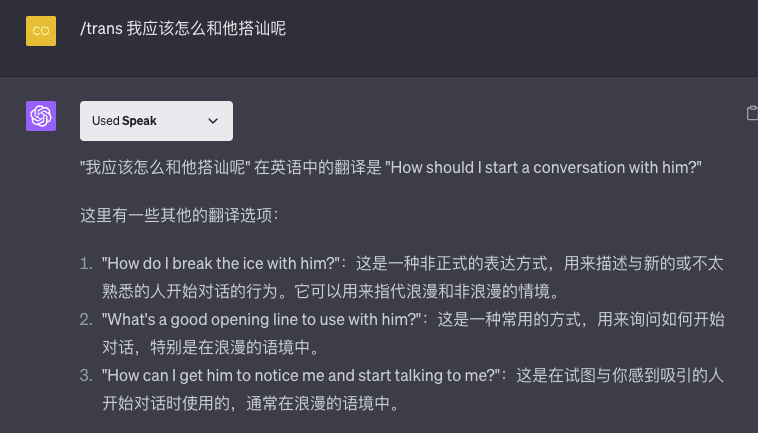 CO
/trans 我应该怎么和他搭讪呢
Used Speak
"我应该怎么和他搭讪呢" 在英语中的翻译是 "How should I start a conversation with him?"
这里有一些其他的翻译选项：
1. "How do I break the ice with him?"：这是一种非正式的表达方式，用来描述与新的或不太
熟悉的人开始对话的行为。它可以用来指代浪漫和非浪漫的情境。
2. "What's a good opening line to use with him?"：这是一种常用的方式，用来询问如何开始
对话，特别是在浪漫的语境中。
3. "How can I get him to notice me and start talking to me?"：这是在试图与你感到吸引的人
开始对话时使用的，通常在浪漫的语境中。